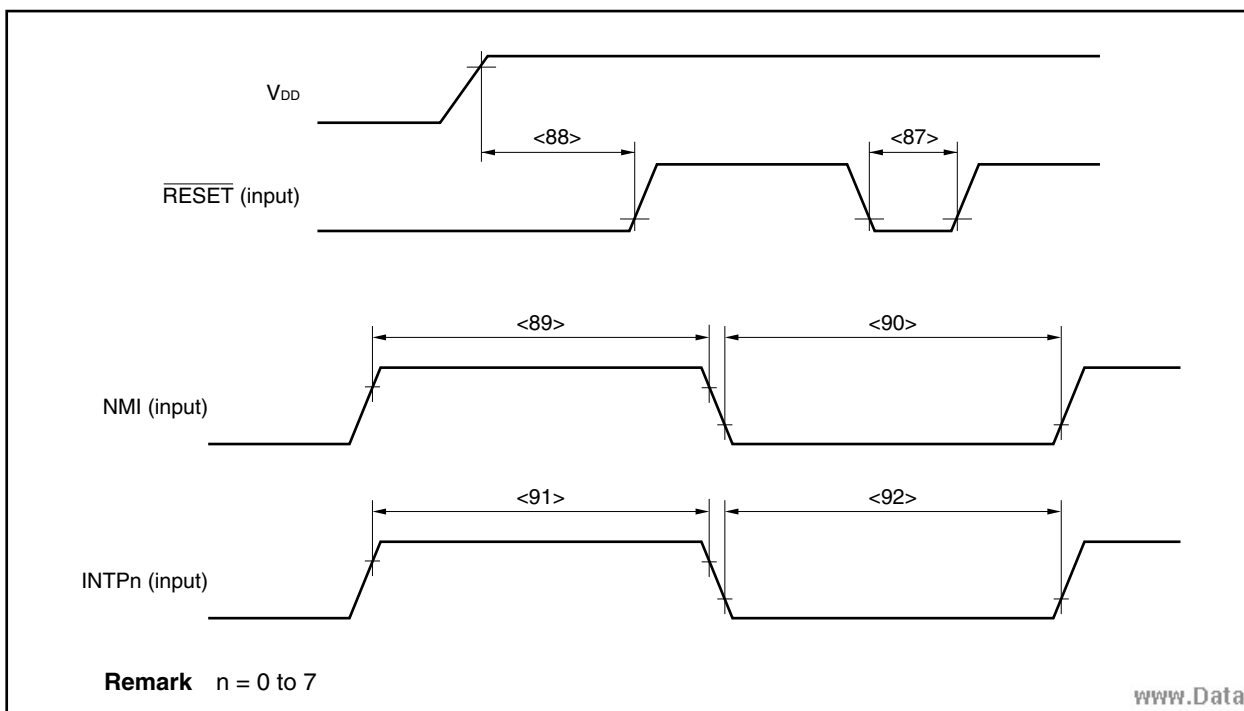 VDD
<88>
<87>
RESET (input)
<89>
<90>
NMI (input)
<91>
<92>
INTPn (input)
Remark n = 0 to 7
www.Data